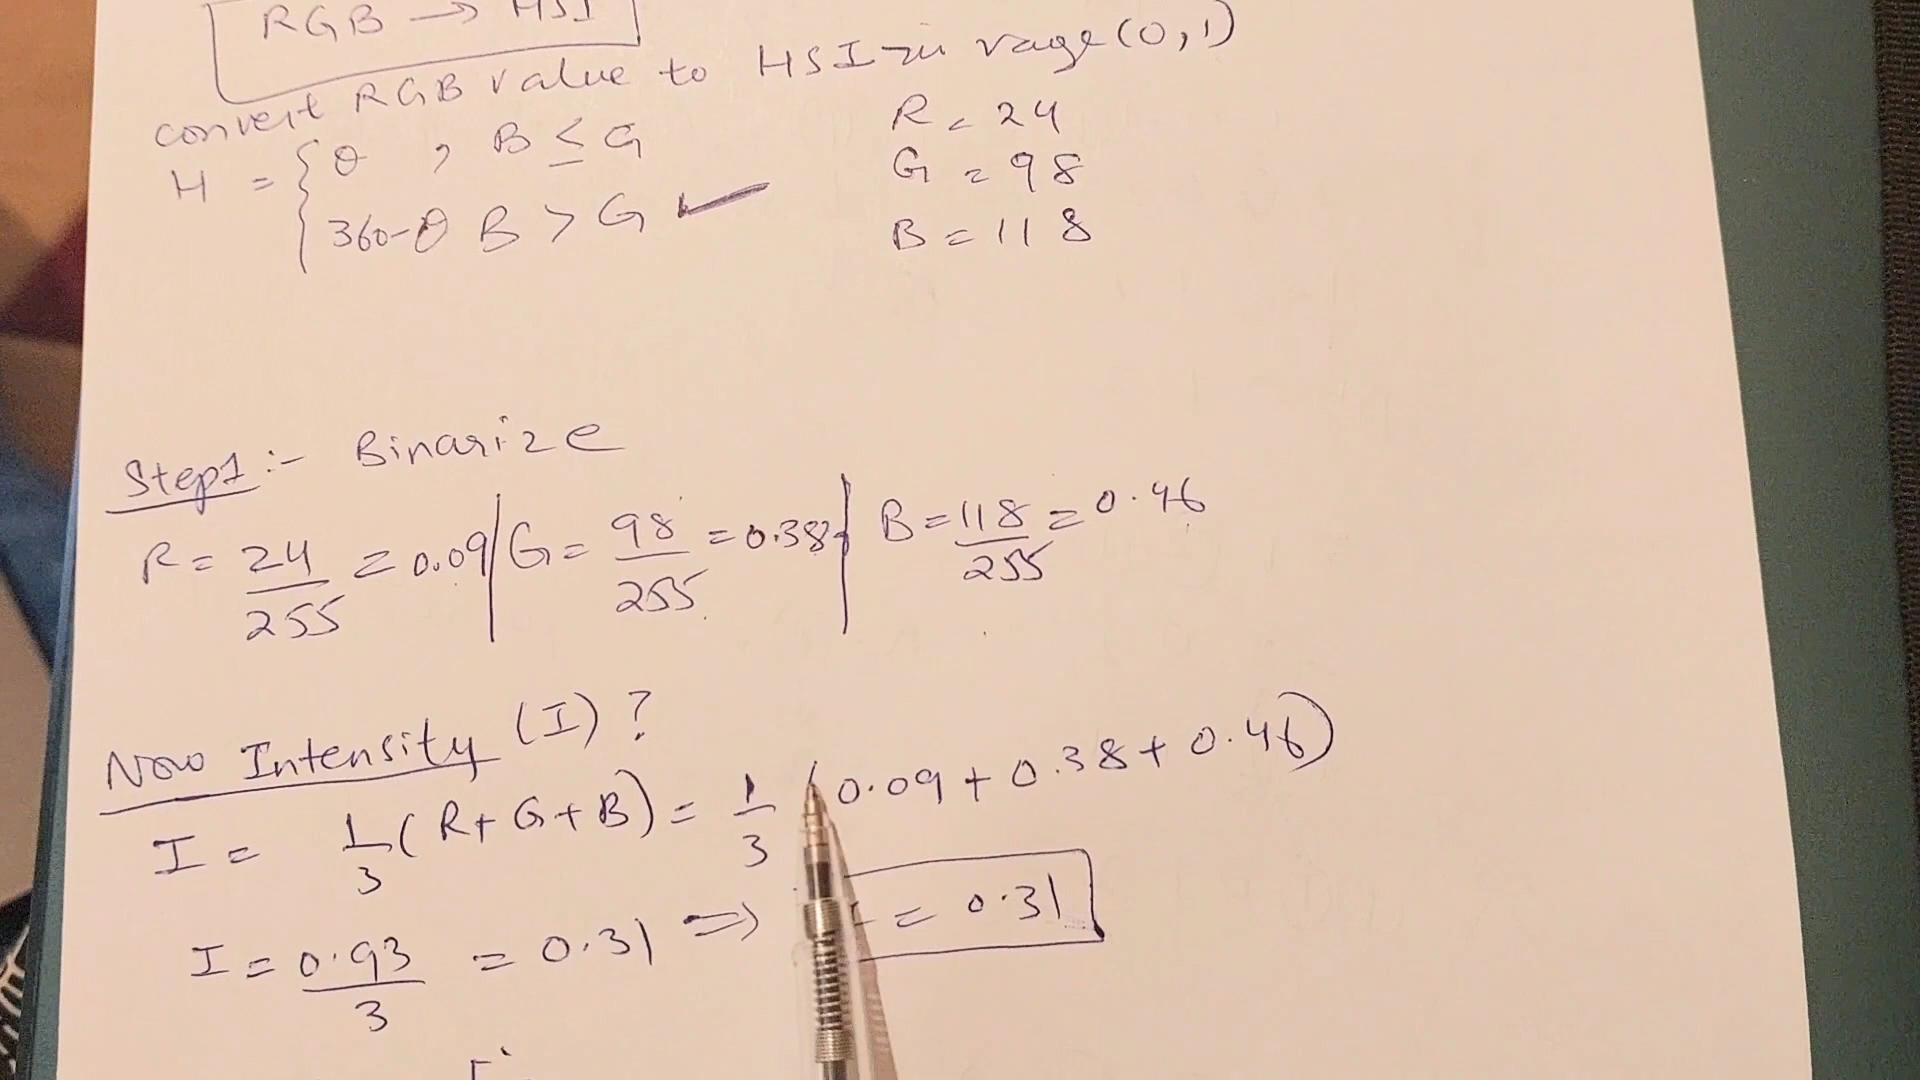 RGB → HSI
convert RGB value to HSI in rage (0,1)
H = { θ , B ≤ G
360-θ B > G ✓
R = 24
G = 98
B = 118
Step1 :- Binarize
R = 24/255 = 0.09 | G = 98/255 = 0.38 | B = 118/255 = 0.46
Now Intensity (I) ?
I = 1/3 (R+G+B) = 1/3 (0.09 + 0.38 + 0.46)
I = 0.93/3 = 0.31 ⇒ = 0.31